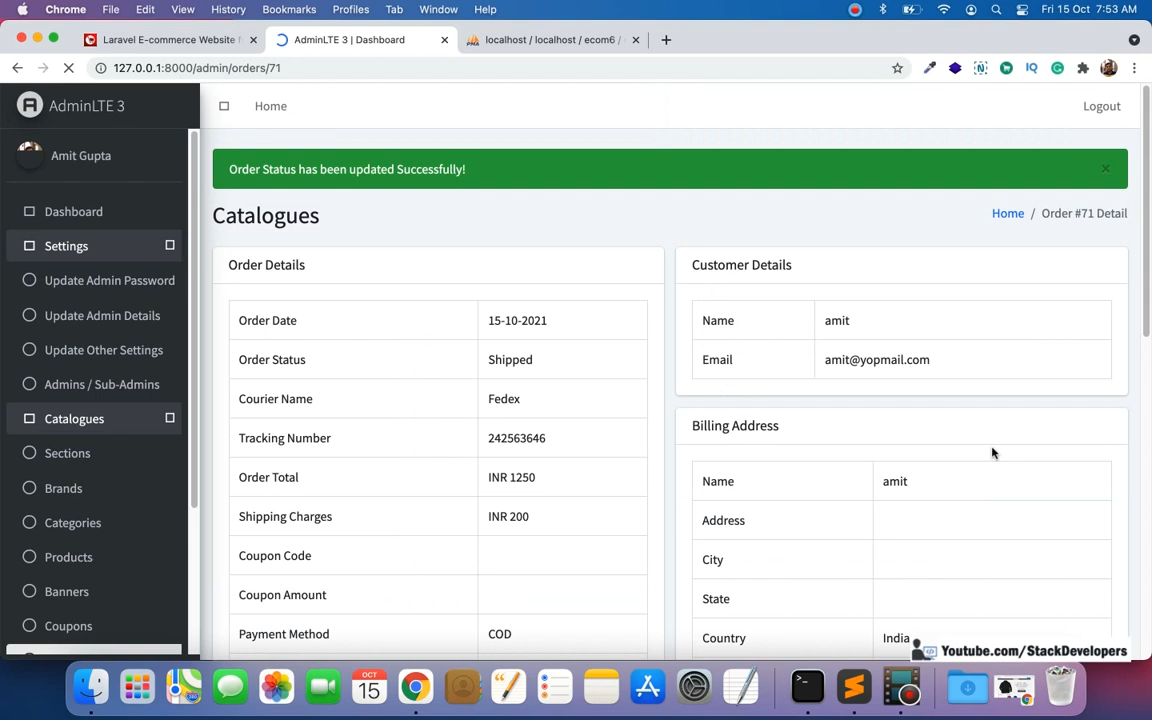 Chrome File Edit View History Bookmarks Profiles Tab Window Help Fri 15 Oct 7:53 AM
Laravel E-commerce Website
AdminLTE 3 | Dashboard
localhost / localhost / ecom6 /
127.0.0.1:8000/admin/orders/71
AdminLTE 3
Home
Logout
Amit Gupta
Dashboard
Settings
Update Admin Password
Update Admin Details
Update Other Settings
Admins / Sub-Admins
Catalogues
Sections
Brands
Categories
Products
Banners
Coupons
Order Status has been updated Successfully!
×
Catalogues
Home / Order #71 Detail
Order Details
Order Date 15-10-2021
Order Status Shipped
Courier Name Fedex
Tracking Number 242563646
Order Total INR 1250
Shipping Charges INR 200
Coupon Code
Coupon Amount
Payment Method COD
Customer Details
Name amit
Email amit@yopmail.com
Billing Address
Name amit
Address
City
State
Country India
Youtube.com/StackDevelopers
OCT
15